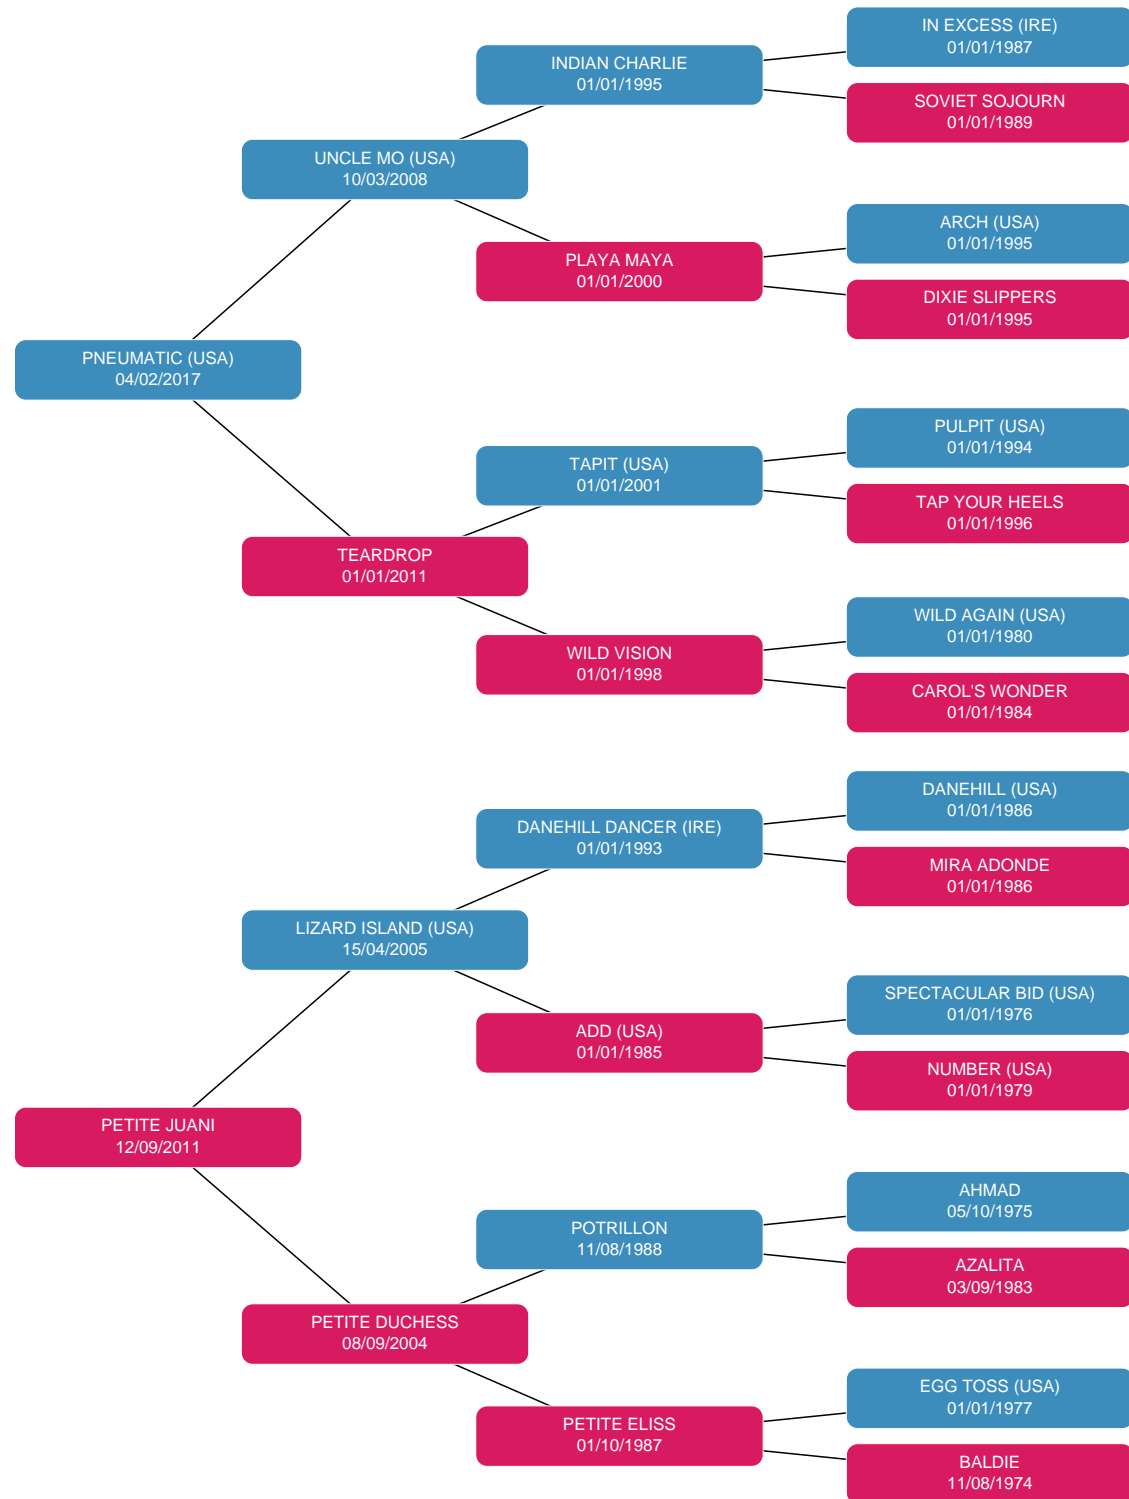 IN EXCESS (IRE)
01/01/1987
INDIAN CHARLIE
01/01/1995
SOVIET SOJOURN
01/01/1989
UNCLE MO (USA)
10/03/2008
ARCH (USA)
01/01/1995
PLAYA MAYA
01/01/2000
DIXIE SLIPPERS
01/01/1995
PNEUMATIC (USA)
04/02/2017
PULPIT (USA)
01/01/1994
TAPIT (USA)
01/01/2001
TAP YOUR HEELS
01/01/1996
TEARDROP
01/01/2011
WILD AGAIN (USA)
01/01/1980
WILD VISION
01/01/1998
CAROL'S WONDER
01/01/1984
DANEHILL (USA)
01/01/1986
DANEHILL DANCER (IRE)
01/01/1993
MIRA ADONDE
01/01/1986
LIZARD ISLAND (USA)
15/04/2005
SPECTACULAR BID (USA)
01/01/1976
ADD (USA)
01/01/1985
NUMBER (USA)
01/01/1979
PETITE JUANI
12/09/2011
AHMAD
05/10/1975
POTRILLON
11/08/1988
AZALITA
03/09/1983
PETITE DUCHESS
08/09/2004
EGG TOSS (USA)
01/01/1977
PETITE ELISS
01/10/1987
BALDIE
11/08/1974